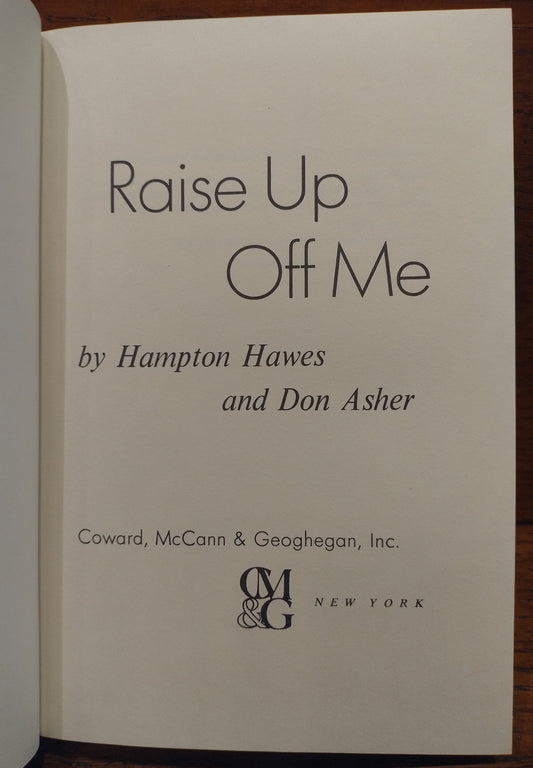 Raise Up
Off Me
by Hampton Hawes
and Don Asher
Coward, McCann & Geoghegan, Inc.
CM
&G
NEW YORK